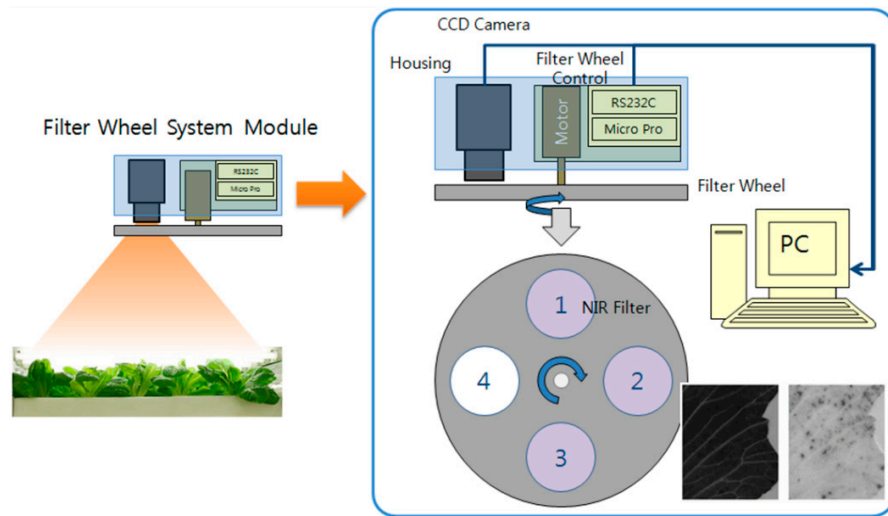 CCD Camera
Housing
Filter Wheel
Control
RS232C
Micro Pro
Motor
Filter Wheel System Module
RS232C
Micro Pro
Filter Wheel
PC
1
NIR Filter
4
2
3